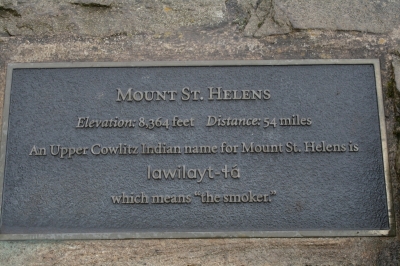 Mount St. Helens
Elevation: 8,364 feet Distance: 54 miles
An Upper Cowlitz Indian name for Mount St. Helens is
lawilayt-łá
which means "the smoker."